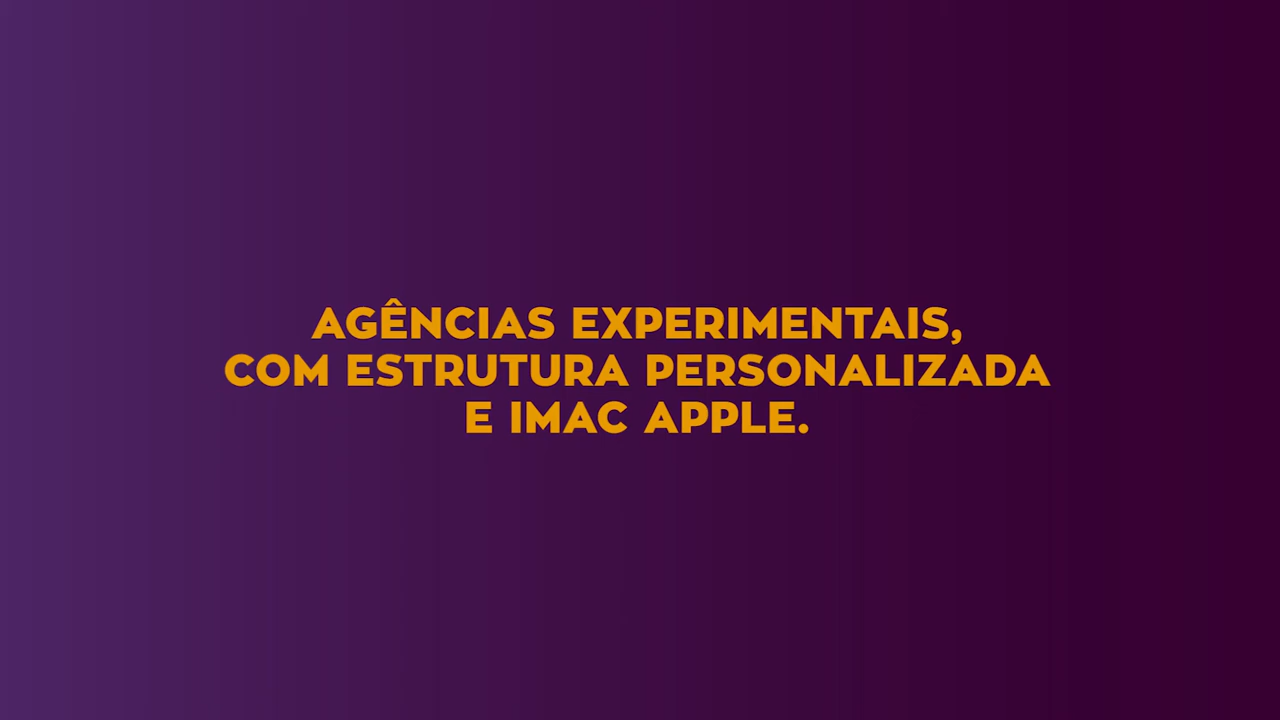 AGÊNCIAS EXPERIMENTAIS,
COM ESTRUTURA PERSONALIZADA
E IMAC APPLE.